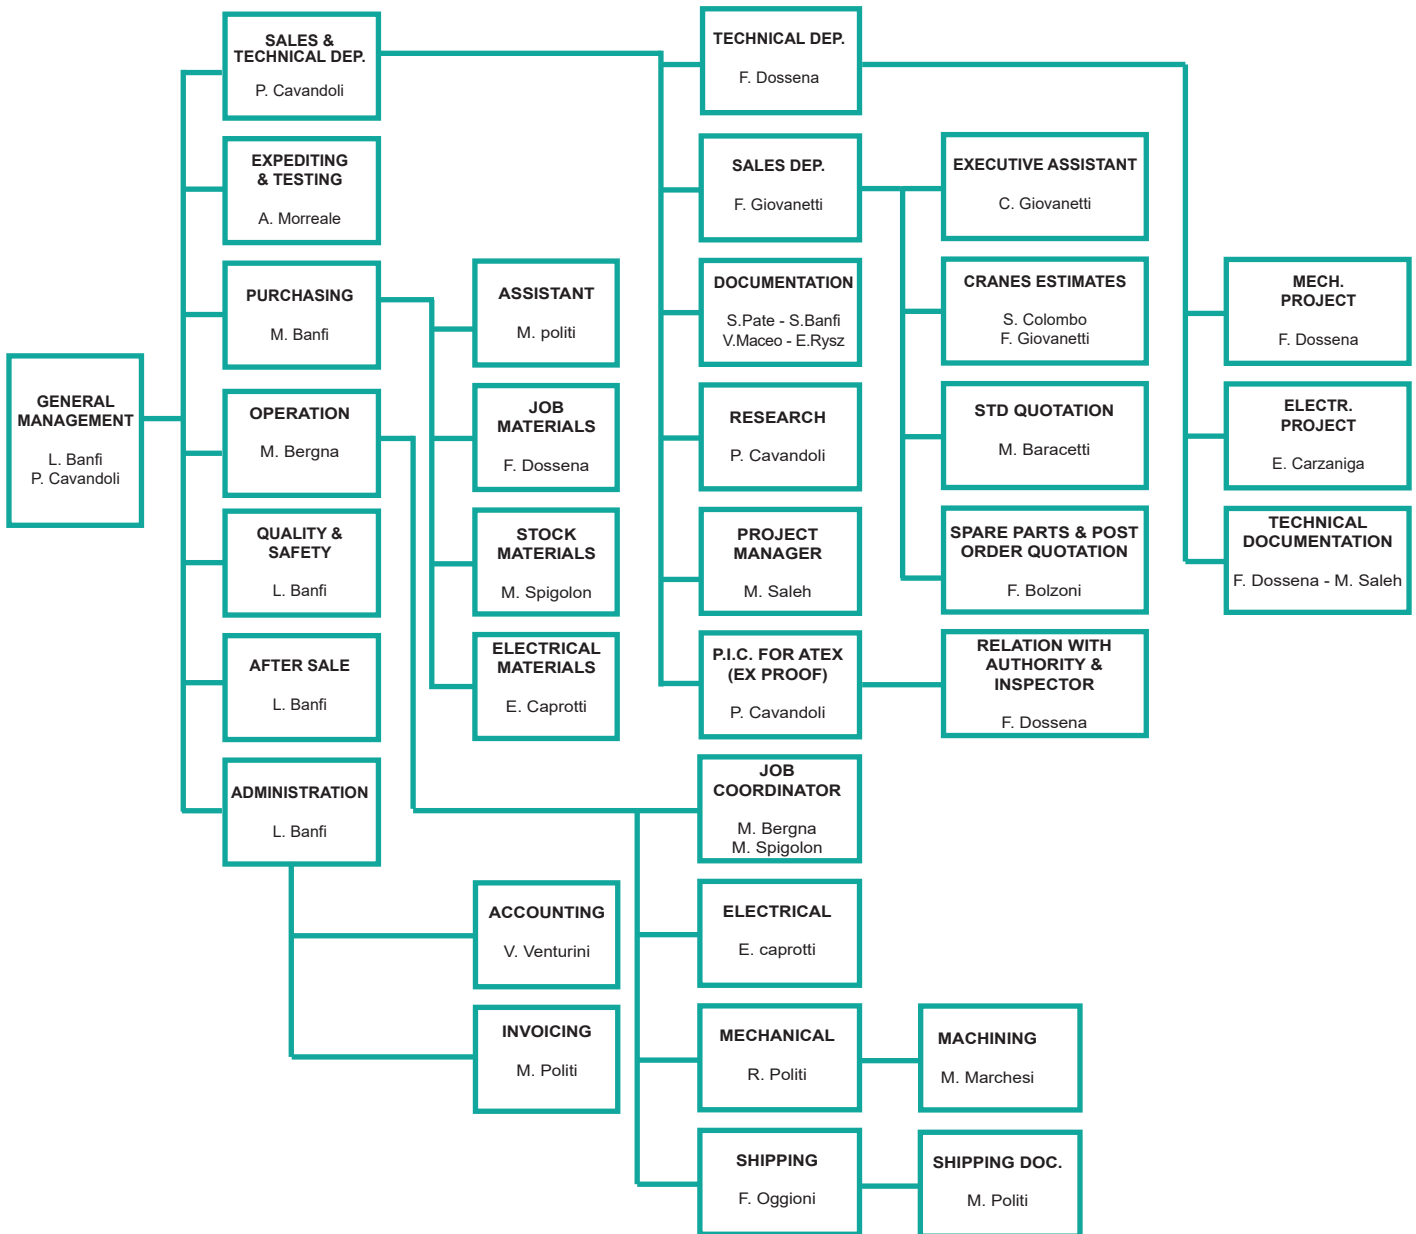 GENERAL
MANAGEMENT
L. Banfi
P. Cavandoli
SALES &
TECHNICAL DEP.
P. Cavandoli
EXPEDITING
& TESTING
A. Morreale
PURCHASING
M. Banfi
OPERATION
M. Bergna
QUALITY &
SAFETY
L. Banfi
AFTER SALE
L. Banfi
ADMINISTRATION
L. Banfi
ASSISTANT
M. politi
JOB
MATERIALS
F. Dossena
STOCK
MATERIALS
M. Spigolon
ELECTRICAL
MATERIALS
E. Caprotti
ACCOUNTING
V. Venturini
INVOICING
M. Politi
TECHNICAL DEP.
F. Dossena
SALES DEP.
F. Giovanetti
DOCUMENTATION
S.Pate - S.Banfi
V.Maceo - E.Rysz
RESEARCH
P. Cavandoli
PROJECT
MANAGER
M. Saleh
P.I.C. FOR ATEX
(EX PROOF)
P. Cavandoli
JOB
COORDINATOR
M. Bergna
M. Spigolon
ELECTRICAL
E. caprotti
MECHANICAL
R. Politi
SHIPPING
F. Oggioni
EXECUTIVE ASSISTANT
C. Giovanetti
CRANES ESTIMATES
S. Colombo
F. Giovanetti
STD QUOTATION
M. Baracetti
SPARE PARTS & POST
ORDER QUOTATION
F. Bolzoni
RELATION WITH
AUTHORITY &
INSPECTOR
F. Dossena
MACHINING
M. Marchesi
SHIPPING DOC.
M. Politi
MECH.
PROJECT
F. Dossena
ELECTR.
PROJECT
E. Carzaniga
TECHNICAL
DOCUMENTATION
F. Dossena - M. Saleh